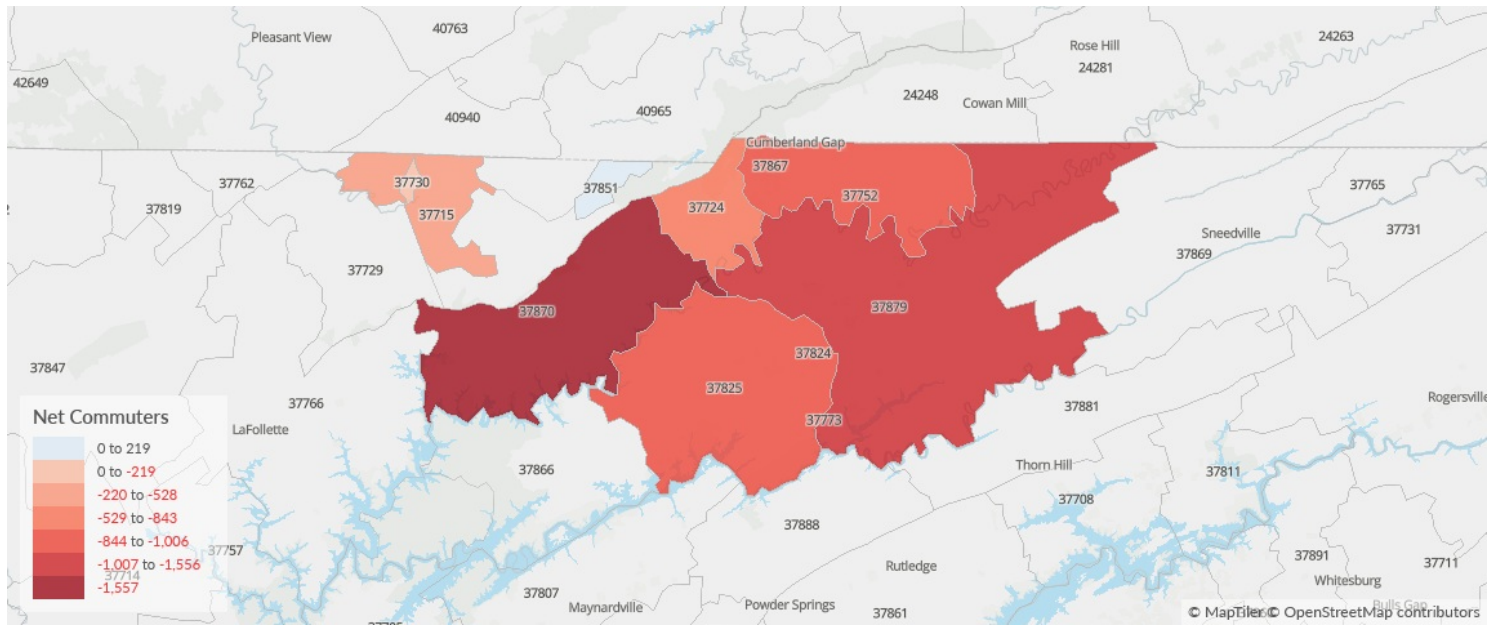 40763
Pleasant View
24263
Rose Hill
24281
42649
24248
Cowan Mill
40965
40940
Cumberland Gap
37867
37762
37730
37851
37765
37752
37819
37724
37715
37731
Sneedville
37869
37729
37870
37879
37824
37847
37825
Net Commuters
37766
37881
Rogersville
37773
LaFollette
0 to 219
0 to -219
37866
Thorn Hill
37811
-220 to -528
37708
-529 to -843
37888
-844 to -1,006
37757
37891
37711
-1,007 to -1,556
Rutledge
37714
Whitesburg
-1,557
37807
Maynardville
Powder Springs
37861
Bulls Gap
© MapTiler © OpenStreetMap contributors